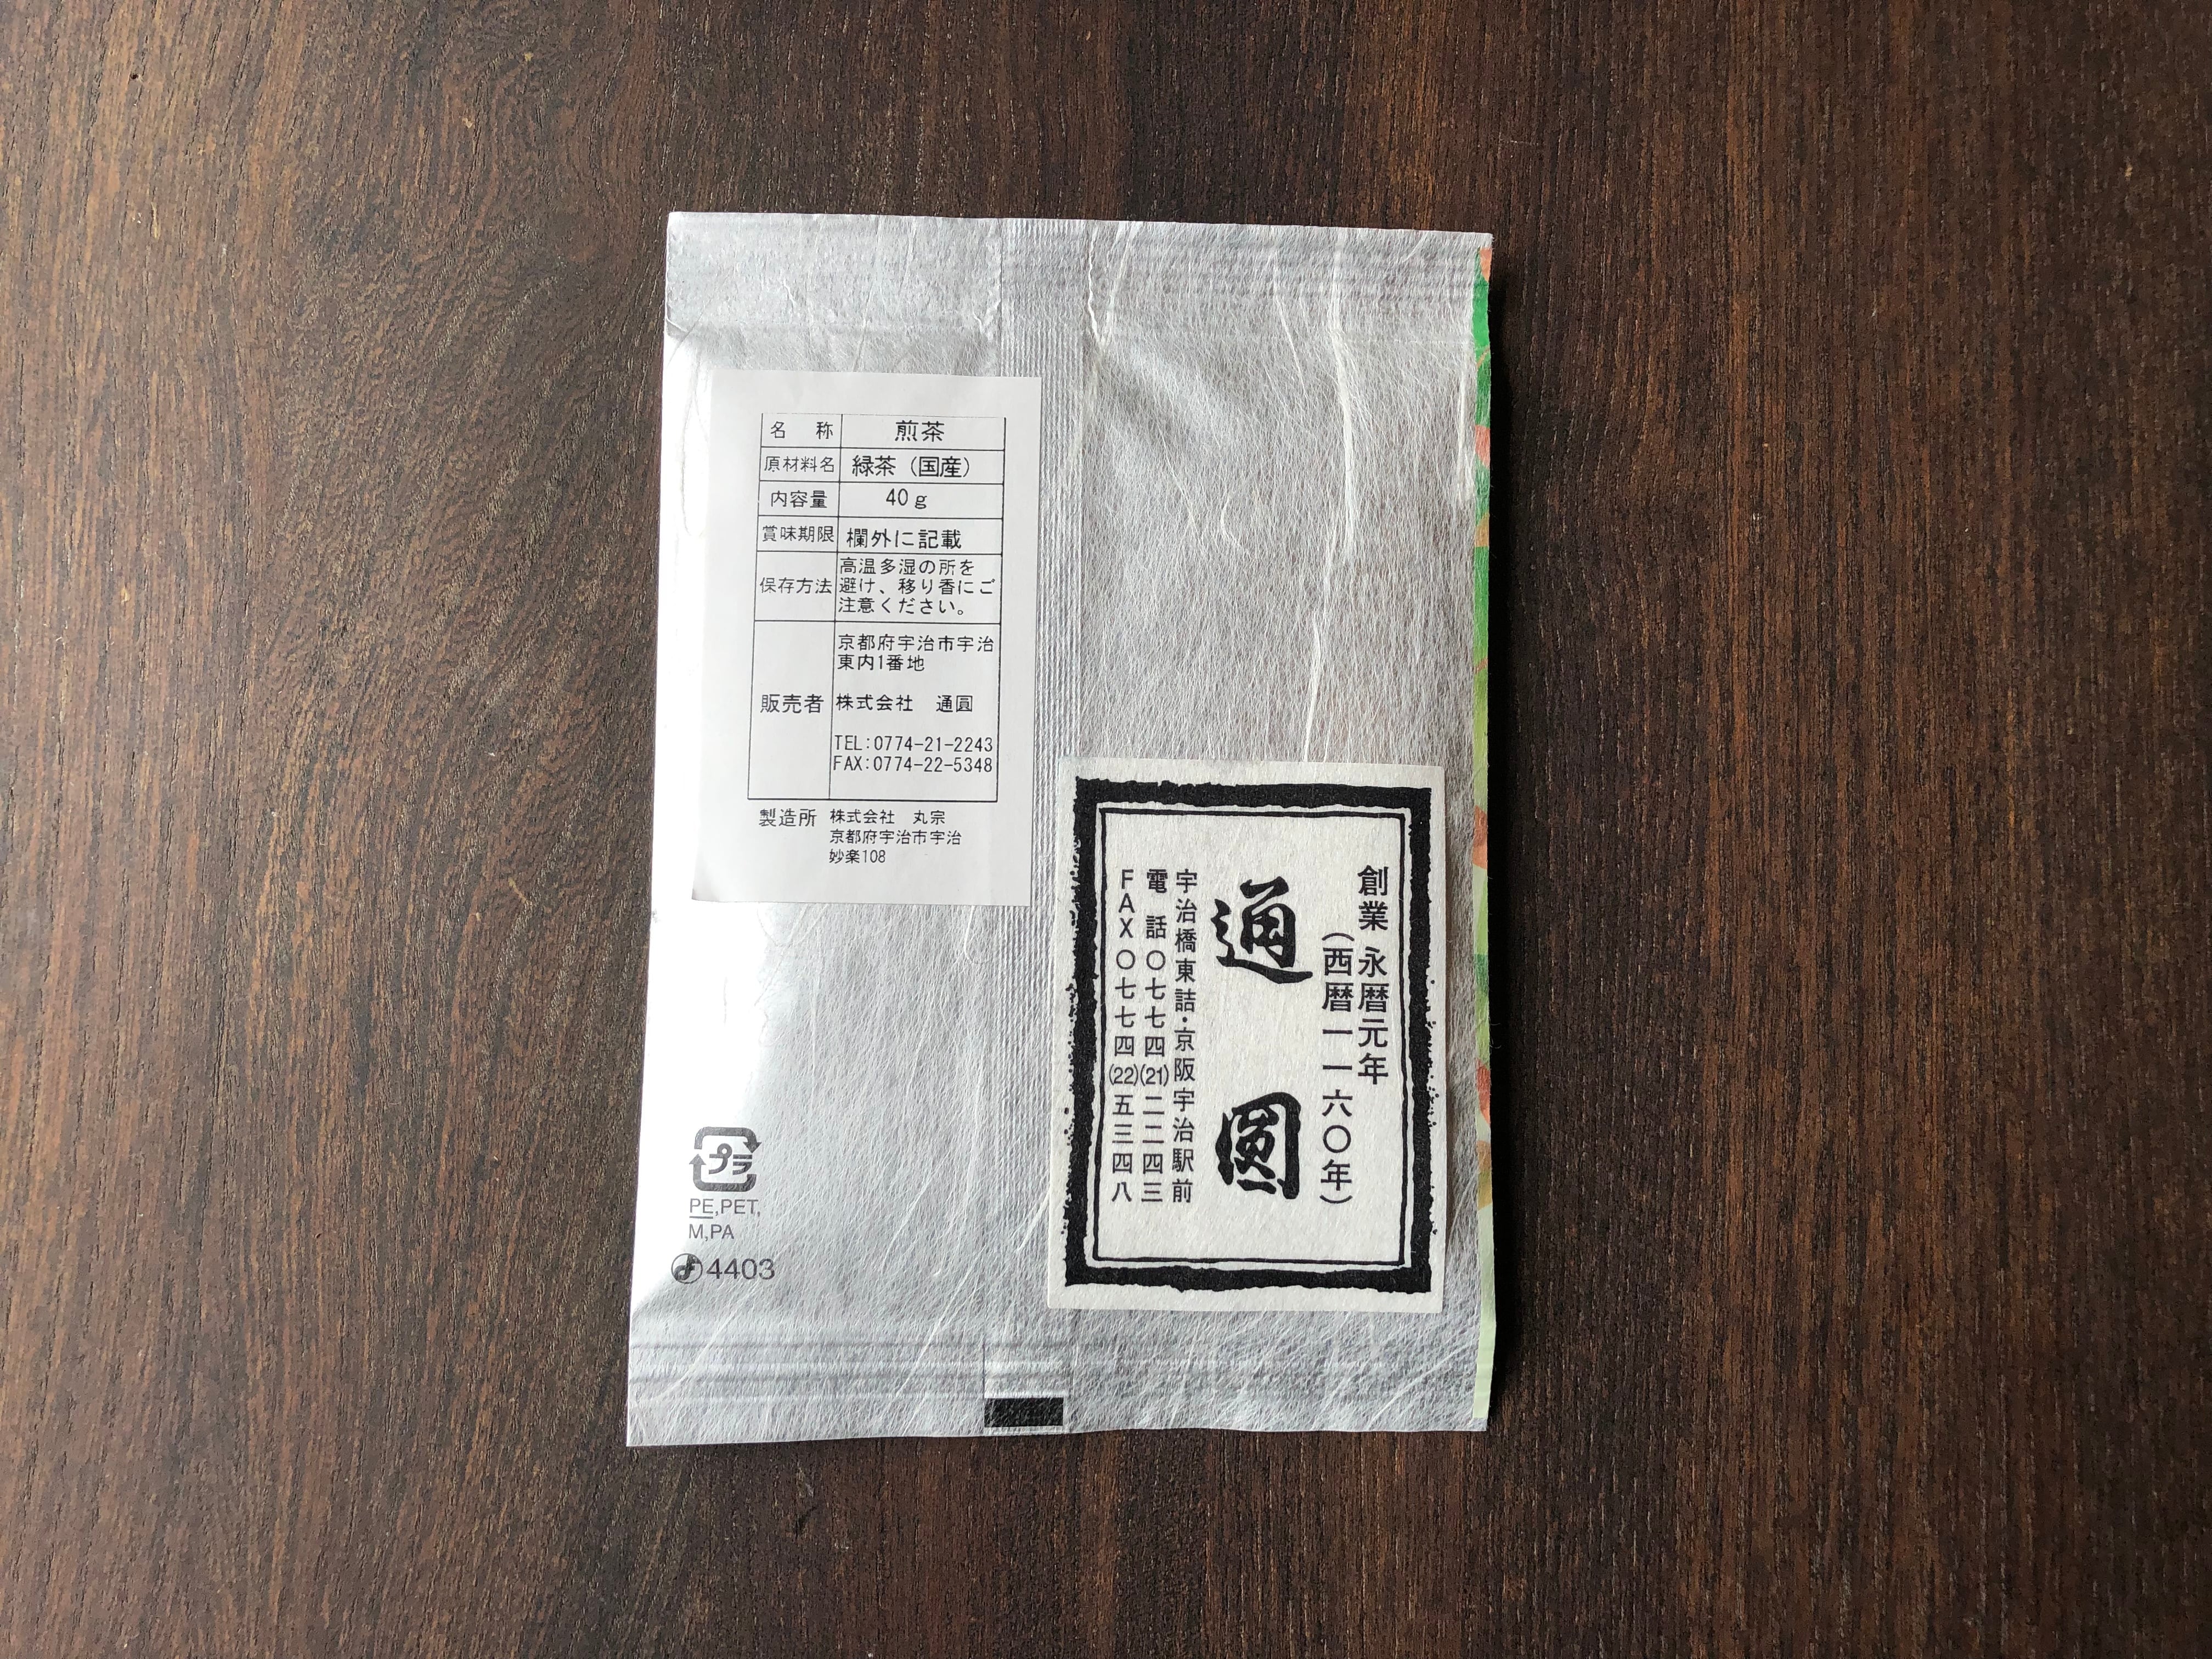 名 称 煎茶
原材料名 緑茶（国産）
内容量 40g
賞味期限 欄外に記載
保存方法 高温多湿の所を
避け、移り香にご
注意ください。
京都府宇治市宇治
東内1番地
販売者 株式会社 通圓
TEL:0774-21-2243
FAX:0774-22-5348
製造所 株式会社 丸宗
京都府宇治市宇治
妙楽108
創業 永暦元年
（西暦一一六〇年）
通圓
宇治橋東詰・京阪宇治駅前
電話〇七七四(21)二二四三
FAX〇七七四(22)五三四八
プラ
PE,PET,
M,PA
4403